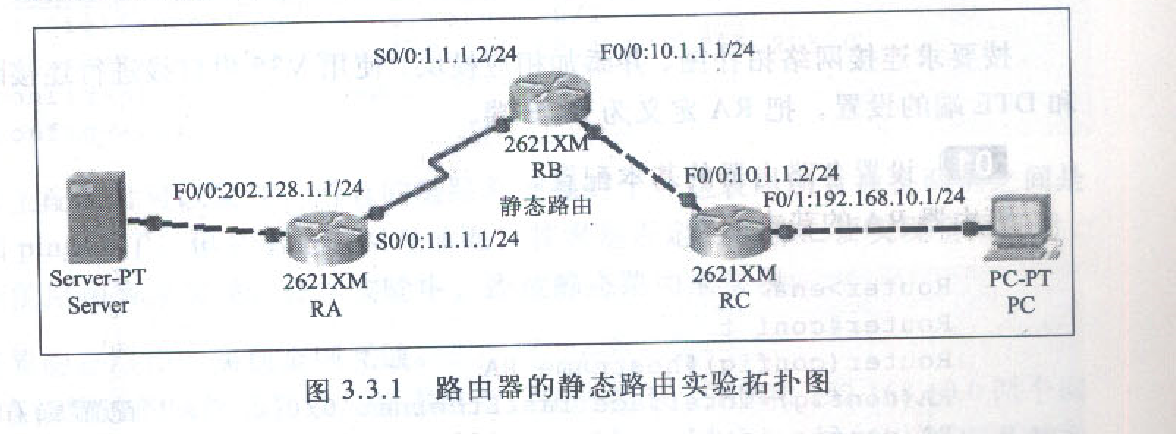 S0/0:1.1.1.2/24
F0/0:10.1.1.1/24
2621XM
RB
静态路由
F0/0:202.128.1.1/24
F0/0:10.1.1.2/24
F0/1:192.168.10.1/24
S0/0:1.1.1.1/24
Server-PT
Server
2621XM
RA
2621XM
RC
PC-PT
PC
图 3.3.1 路由器的静态路由实验拓扑图